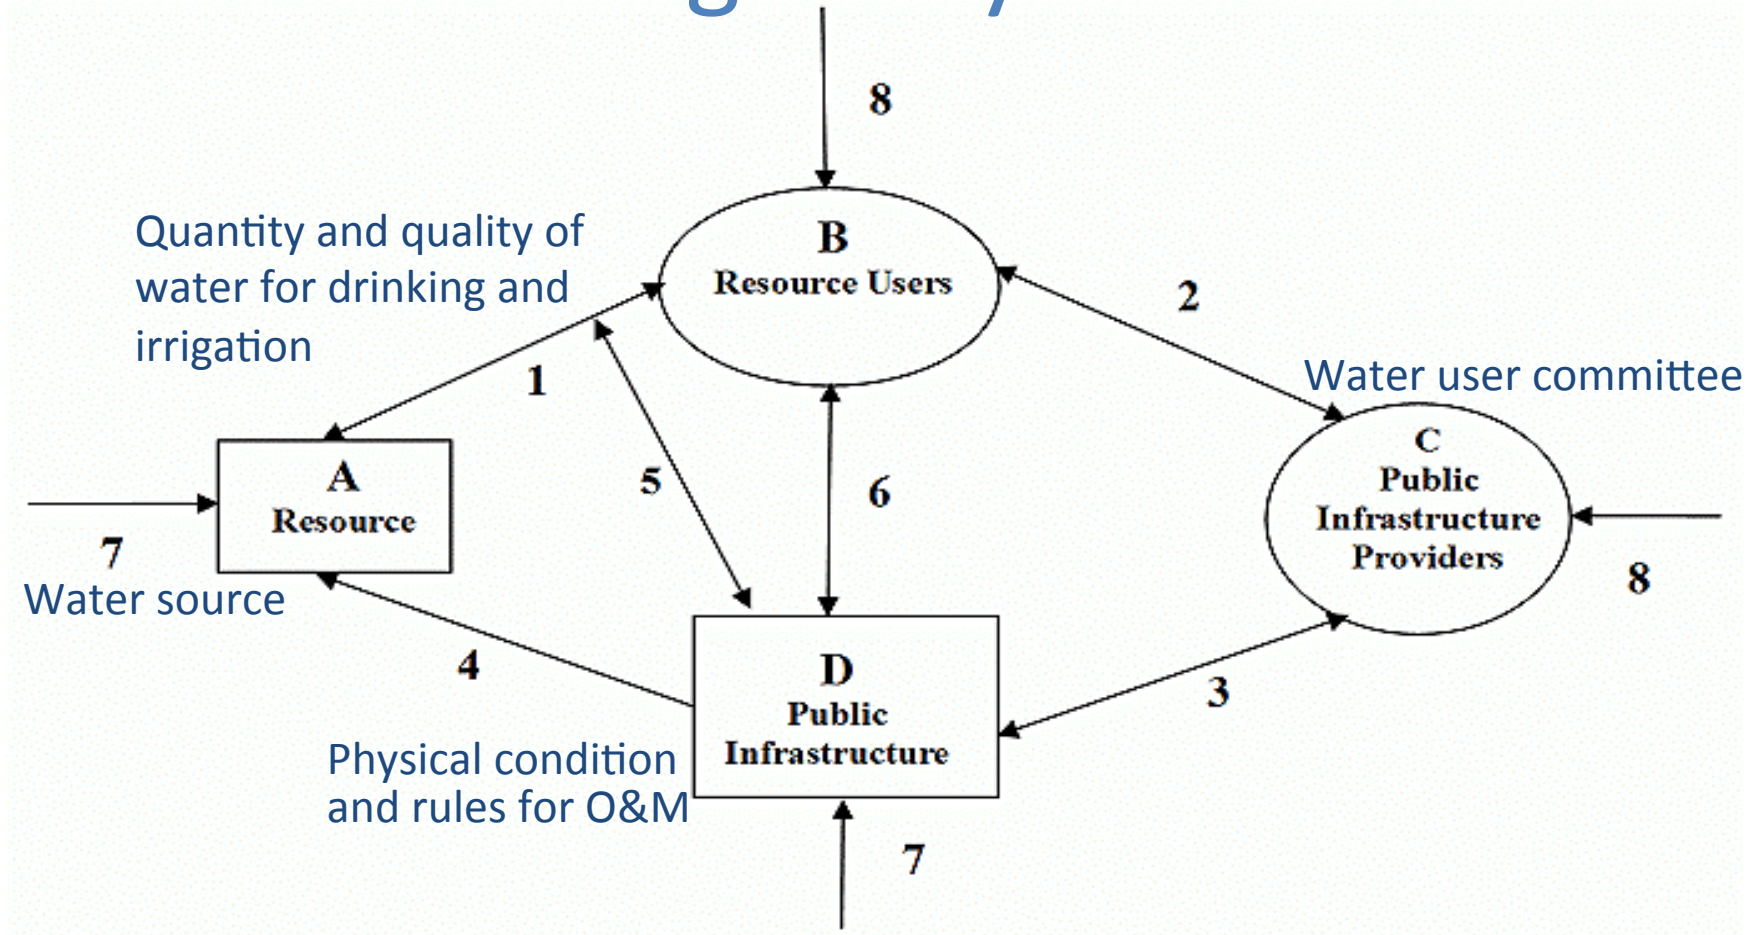 8
Quantity and quality of
water for drinking and
irrigation
B
Resource Users
2
1
Water user committee
C
Public
Infrastructure
Providers
A
Resource
5
6
7
8
Water source
4
D
Public
Infrastructure
3
Physical condition
and rules for O&M
7